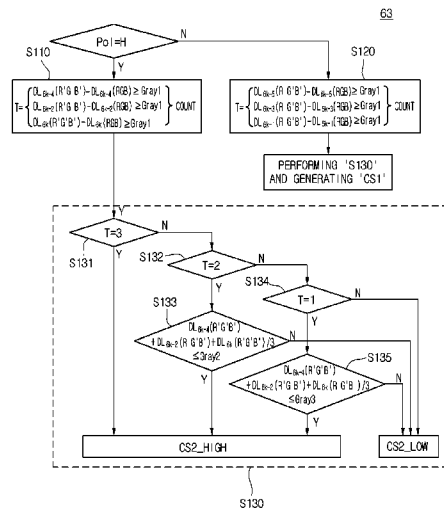 63
Pol=H
N
Y
S110
S120
T= { DL6k-4(R'G'B')-DL6k-4(RGB)≥Gray1
DL6k-2(R'G'B')-DL6k-2(RGB)≥Gray1
DL6k(R'G'B')-DL6k(RGB)≥Gray1 } COUNT
T= { DL6k-5(R'G'B')-DL6k-5(RGB)≥Gray1
DL6k-3(R'G'B')-DL6k-3(RGB)≥Gray1
DL6k-1(R'G'B')-DL6k-1(RGB)≥Gray1 } COUNT
PERFORMING 'S130'
AND GENERATING 'CS1'
Y
T=3
N
Y
S131
S132
T=2
N
Y
S134
T=1
N
Y
S133
DL6k-4(R'G'B')
+DL6k-2(R'G'B')+DL6k(R'G'B')/3
≤Gray2
N
Y
S135
DL6k-4(R'G'B')
+DL6k-2(R'G'B')+DL6k(R'G'B')/3
≤Gray3
N
Y
CS2_HIGH
CS2_LOW
S130